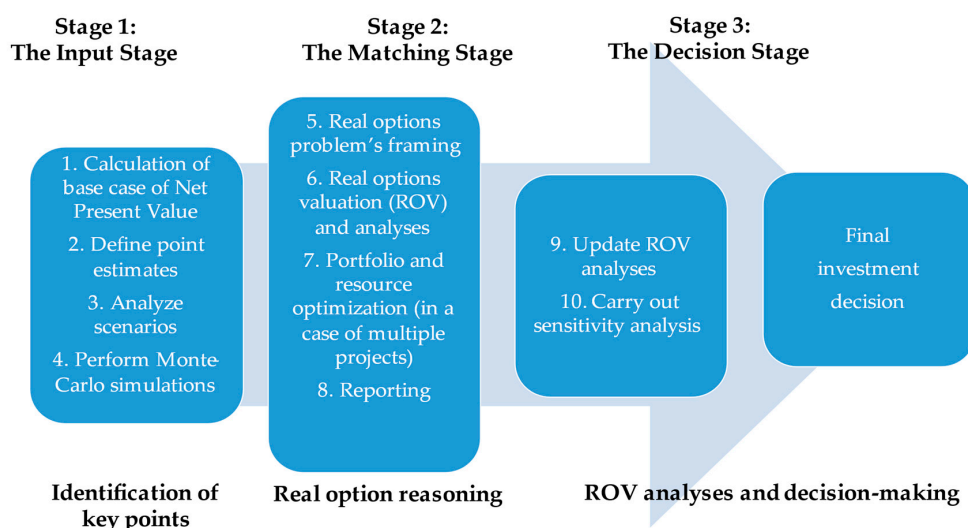 Stage 1:
The Input Stage
Stage 2:
The Matching Stage
Stage 3:
The Decision Stage
1. Calculation of
base case of Net
Present Value
2. Define point
estimates
3. Analyze
scenarios
4. Perform Monte-
Carlo simulations
5. Real options
problem's framing
6. Real options
valuation (ROV)
and analyses
7. Portfolio and
resource
optimization (in a
case of multiple
projects)
8. Reporting
9. Update ROV
analyses
10. Carry out
sensitivity analysis
Final
investment
decision
Identification of
key points
Real option reasoning
ROV analyses and decision-making